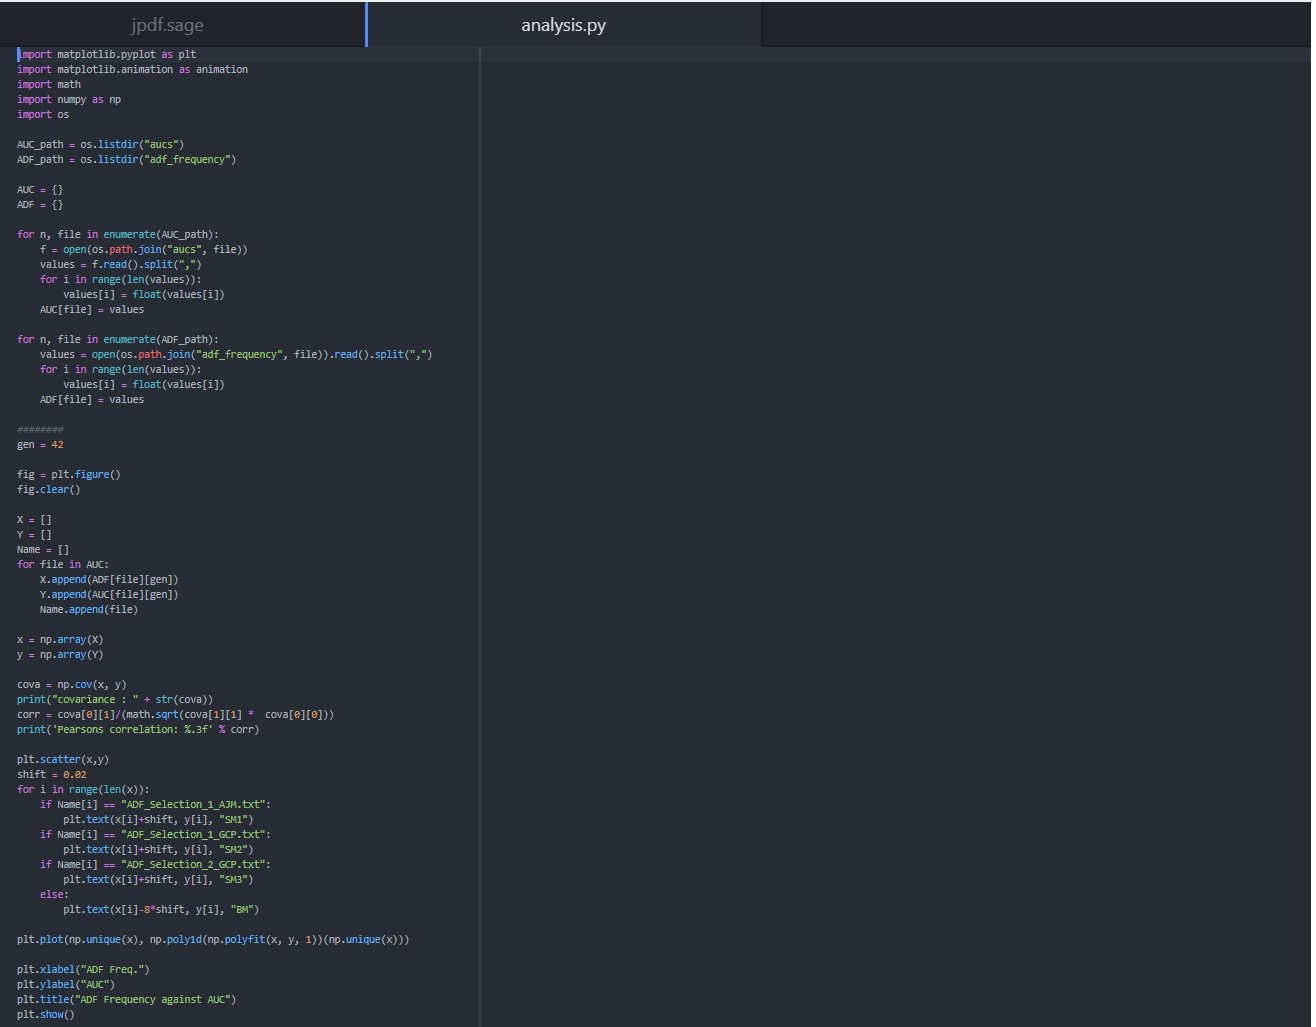 jpdf.sage
analysis.py
import matplotlib.pyplot as plt
import matplotlib.animation as animation
import math
import numpy as np
import os

AUC_path = os.listdir("aucs")
ADF_path = os.listdir("adf_frequency")

AUC = {}
ADF = {}

for n, file in enumerate(AUC_path):
    f = open(os.path.join("aucs", file))
    values = f.read().split(",")
    for i in range(len(values)):
        values[i] = float(values[i])
    AUC[file] = values

for n, file in enumerate(ADF_path):
    values = open(os.path.join("adf_frequency", file)).read().split(",")
    for i in range(len(values)):
        values[i] = float(values[i])
    ADF[file] = values

########
gen = 42

fig = plt.figure()
fig.clear()

X = []
Y = []
Name = []
for file in AUC:
    X.append(ADF[file][gen])
    Y.append(AUC[file][gen])
    Name.append(file)

x = np.array(X)
y = np.array(Y)

cova = np.cov(x, y)
print("covariance : " + str(cova))
corr = cova[0][1]/(math.sqrt(cova[1][1] *  cova[0][0]))
print('Pearsons correlation: %.3f' % corr)

plt.scatter(x,y)
shift = 0.02
for i in range(len(x)):
    if Name[i] == "ADF_Selection_1_AJM.txt":
        plt.text(x[i]+shift, y[i], "SM1")
    if Name[i] == "ADF_Selection_1_GCP.txt":
        plt.text(x[i]+shift, y[i], "SM2")
    if Name[i] == "ADF_Selection_2_GCP.txt":
        plt.text(x[i]+shift, y[i], "SM3")
    else:
        plt.text(x[i]-8*shift, y[i], "BM")

plt.plot(np.unique(x), np.poly1d(np.polyfit(x, y, 1))(np.unique(x)))

plt.xlabel("ADF Freq.")
plt.ylabel("AUC")
plt.title("ADF Frequency against AUC")
plt.show()